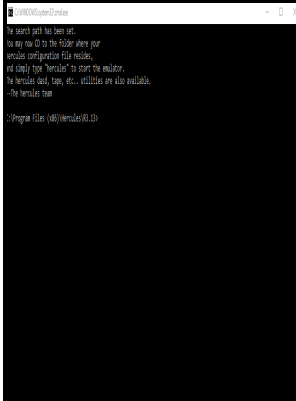 C:\WINDOWS\system32\cmd.exe
The search path has been set.
You may now CD to the folder where your
hercules configuration file resides,
and simply type "hercules" to start the emulator.
The hercules dasd, tape, etc.. utilities are also available.
--The hercules team
C:\Program Files (x86)\Hercules\V3.13>